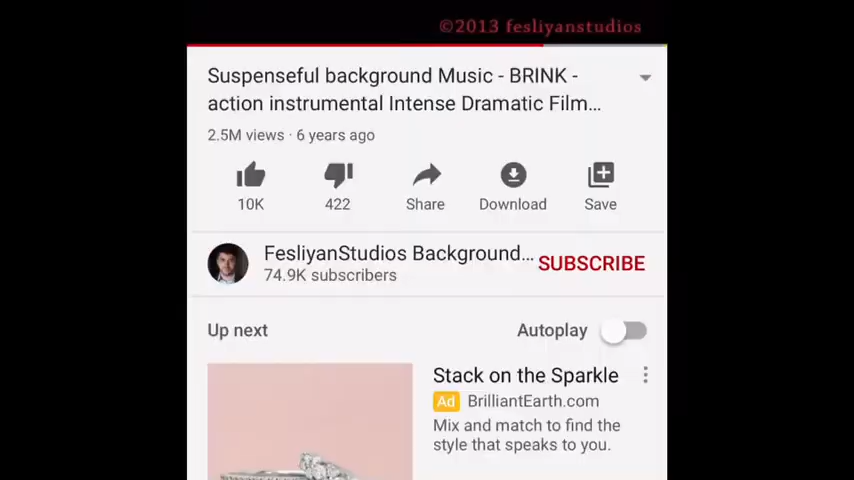 ©2013 fesliyanstudios
Suspenseful background Music - BRINK -
action instrumental Intense Dramatic Film...
2.5M views · 6 years ago
10K
422
Share
Download
Save
FesliyanStudios Background...
74.9K subscribers
SUBSCRIBE
Up next
Autoplay
Stack on the Sparkle
Ad BrilliantEarth.com
Mix and match to find the
style that speaks to you.